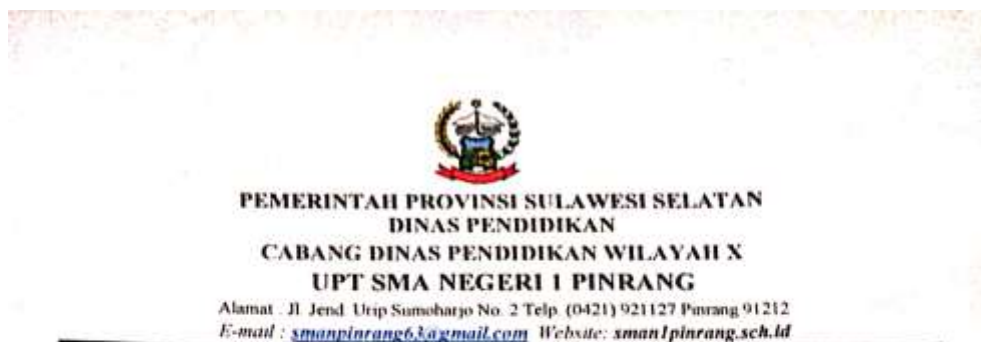 PEMERINTAH PROVINSI SULAWESI SELATAN
DINAS PENDIDIKAN
CABANG DINAS PENDIDIKAN WILAYAH X
UPT SMA NEGERI 1 PINRANG
Alamat : Jl. Jend. Urip Sumoharjo No. 2 Telp. (0421) 921127 Pinrang 91212
E-mail : smanpinrang63@gmail.com Website: sman1pinrang.sch.id